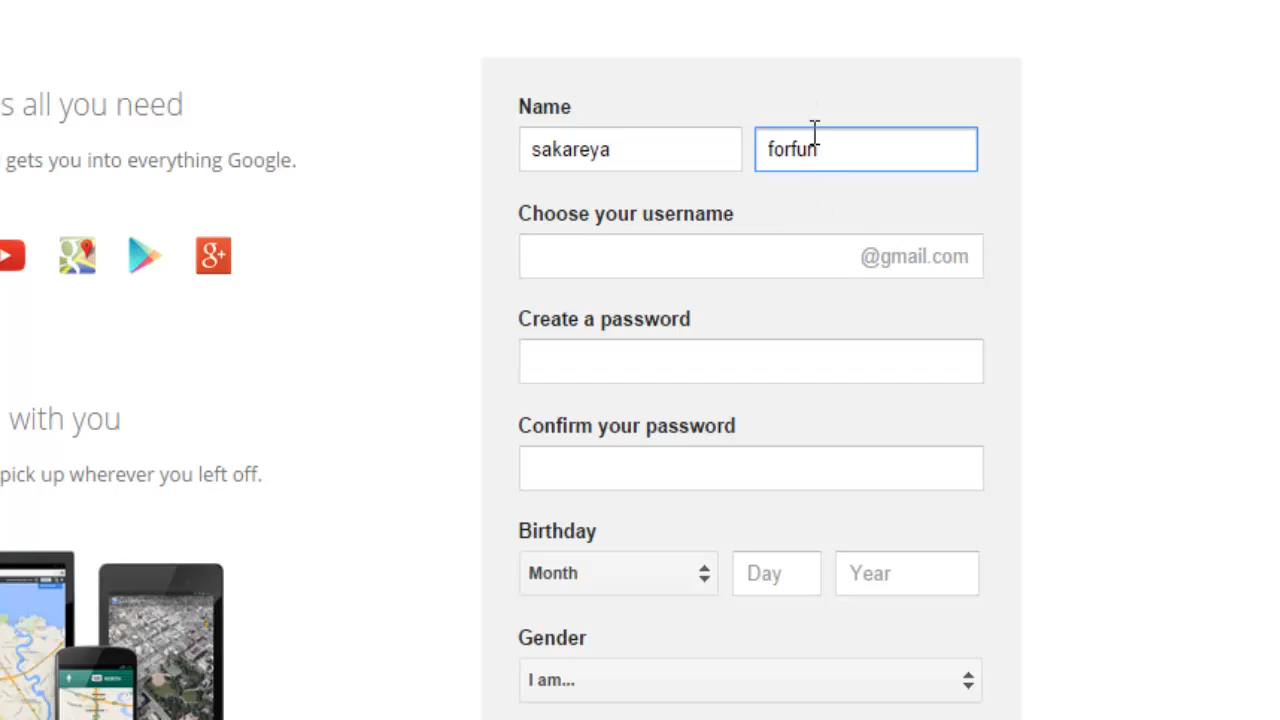 s all you need
gets you into everything Google.
with you
pick up wherever you left off.
Name
sakareya
forfun
Choose your username
@gmail.com
Create a password
Confirm your password
Birthday
Month
Day
Year
Gender
I am...